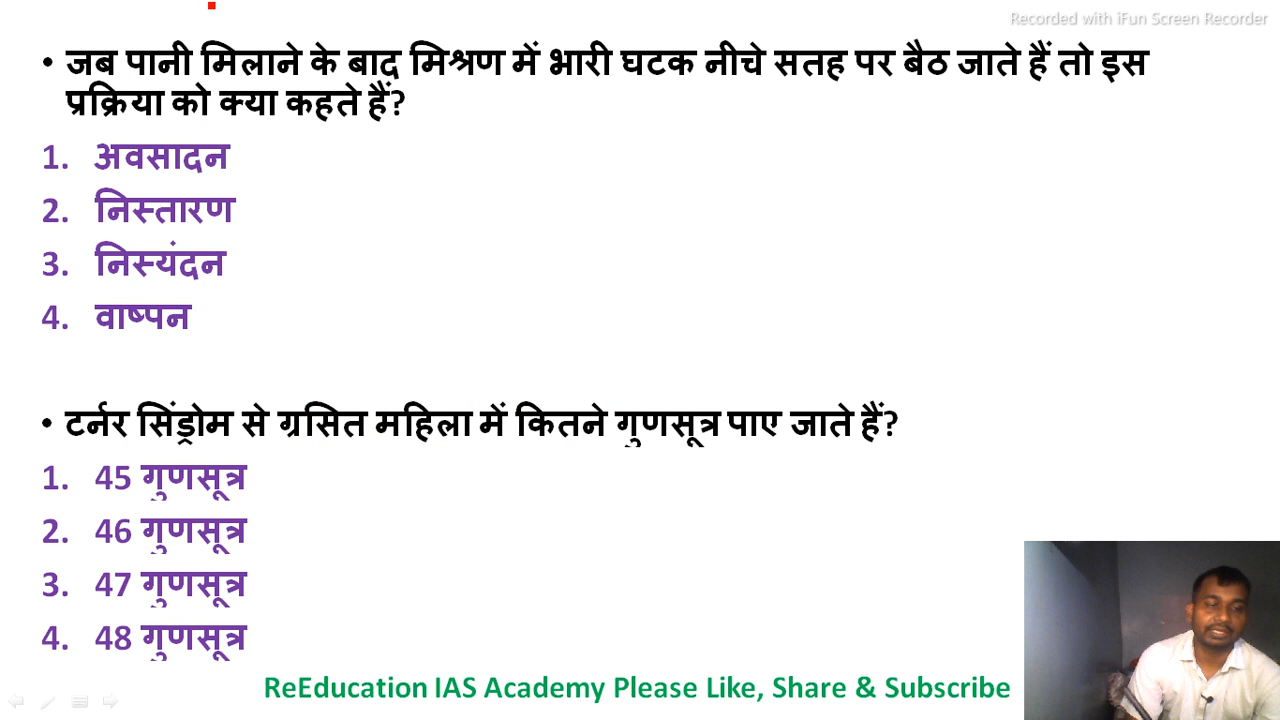 Recorded with iFun Screen Recorder
• जब पानी मिलाने के बाद मिश्रण में भारी घटक नीचे सतह पर बैठ जाते हैं तो इस
प्रक्रिया को क्या कहते हैं?
1. अवसादन
2. निस्तारण
3. निस्यंदन
4. वाष्पन
• टर्नर सिंड्रोम से ग्रसित महिला में कितने गुणसूत्र पाए जाते हैं?
1. 45 गुणसूत्र
2. 46 गुणसूत्र
3. 47 गुणसूत्र
4. 48 गुणसूत्र
ReEducation IAS Academy Please Like, Share & Subscribe